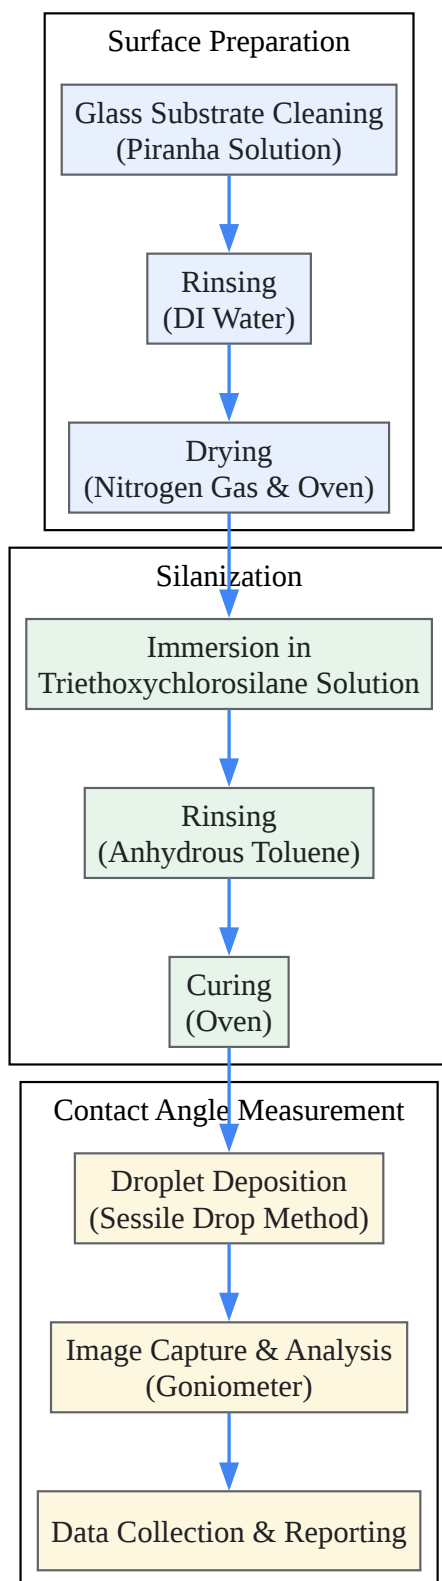 Surface Preparation
Glass Substrate Cleaning
(Piranha Solution)
Rinsing
(DI Water)
Drying
(Nitrogen Gas & Oven)
Silanization
Immersion in
Triethoxychlorosilane Solution
Rinsing
(Anhydrous Toluene)
Curing
(Oven)
Contact Angle Measurement
Droplet Deposition
(Sessile Drop Method)
Image Capture & Analysis
(Goniometer)
Data Collection & Reporting